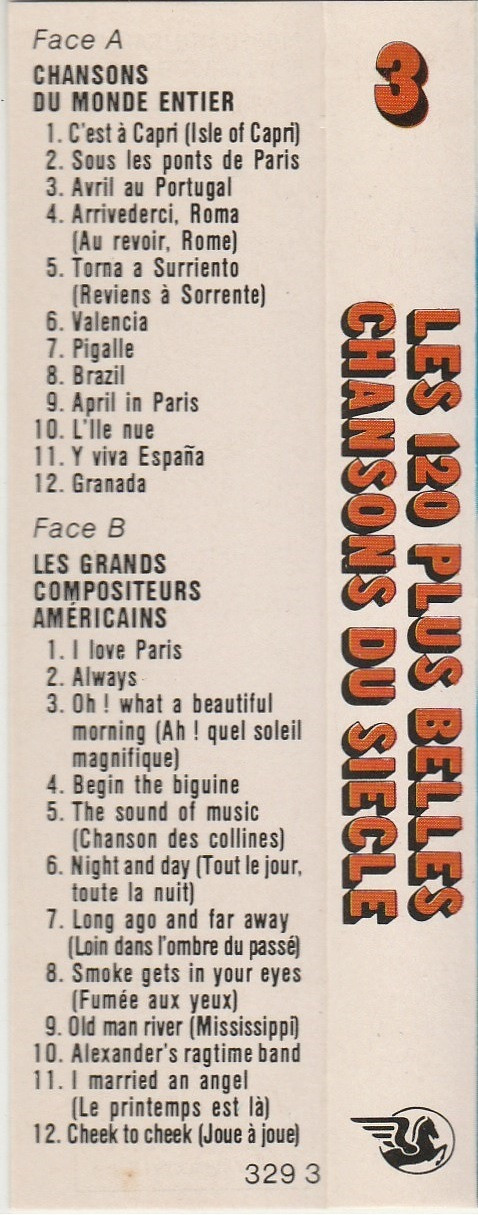 Face A
CHANSONS
DU MONDE ENTIER
1. C'est à Capri (Isle of Capri)
2. Sous les ponts de Paris
3. Avril au Portugal
4. Arrivederci, Roma
(Au revoir, Rome)
5. Torna a Surriento
(Reviens à Sorrente)
6. Valencia
7. Pigalle
8. Brazil
9. April in Paris
10. L'Ile nue
11. Y viva España
12. Granada
Face B
LES GRANDS
COMPOSITEURS
AMÉRICAINS
1. I love Paris
2. Always
3. Oh ! what a beautiful
morning (Ah ! quel soleil
magnifique)
4. Begin the biguine
5. The sound of music
(Chanson des collines)
6. Night and day (Tout le jour,
toute la nuit)
7. Long ago and far away
(Loin dans l'ombre du passé)
8. Smoke gets in your eyes
(Fumée aux yeux)
9. Old man river (Mississippi)
10. Alexander's ragtime band
11. I married an angel
(Le printemps est là)
12. Cheek to cheek (Joue à joue)
329 3
3
LES 120 PLUS BELLES
CHANSONS DU SIECLE